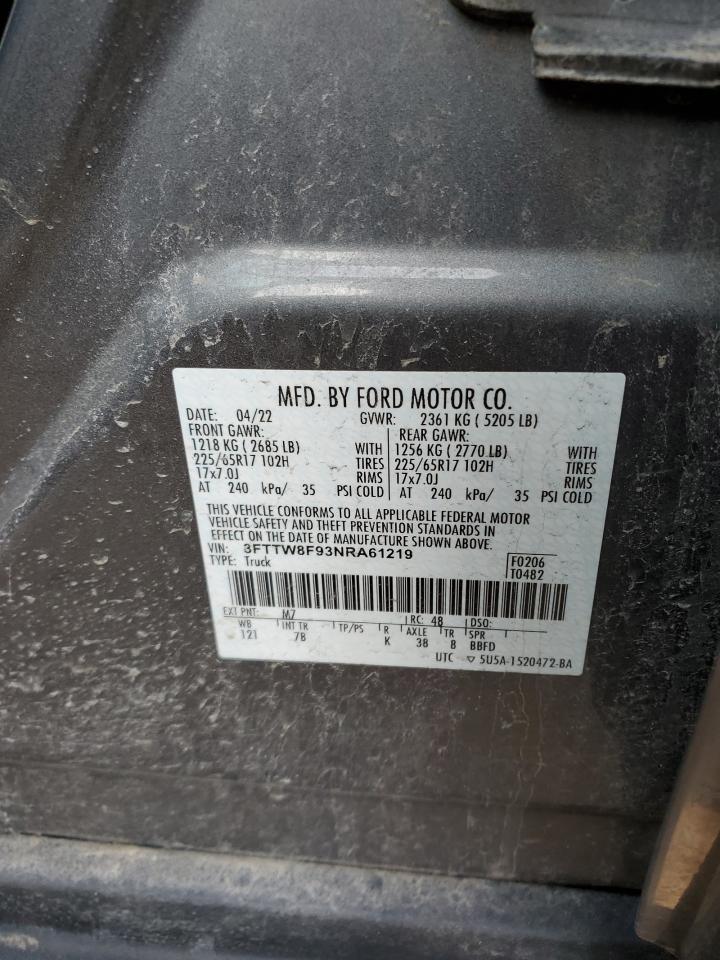 MFD. BY FORD MOTOR CO.
DATE: 04/22 GVWR: 2361 KG ( 5205 LB)
FRONT GAWR: REAR GAWR:
1218 KG ( 2685 LB) WITH 1256 KG ( 2770 LB) WITH
225/65R17 102H TIRES 225/65R17 102H TIRES
17x7.0J RIMS 17x7.0J RIMS
AT 240 kPa/ 35 PSI COLD AT 240 kPa/ 35 PSI COLD
THIS VEHICLE CONFORMS TO ALL APPLICABLE FEDERAL MOTOR
VEHICLE SAFETY AND THEFT PREVENTION STANDARDS IN
EFFECT ON THE DATE OF MANUFACTURE SHOWN ABOVE.
VIN: 3FTTW8F93NRA61219 F0206
TYPE: Truck T0482
EXT PNT: M7 RC: 48 DSO:
WB INT TR TP/PS R AXLE TR SPR
121 7B K 38 8 BBFD
UTC ▽ 5U5A-1520472-BA